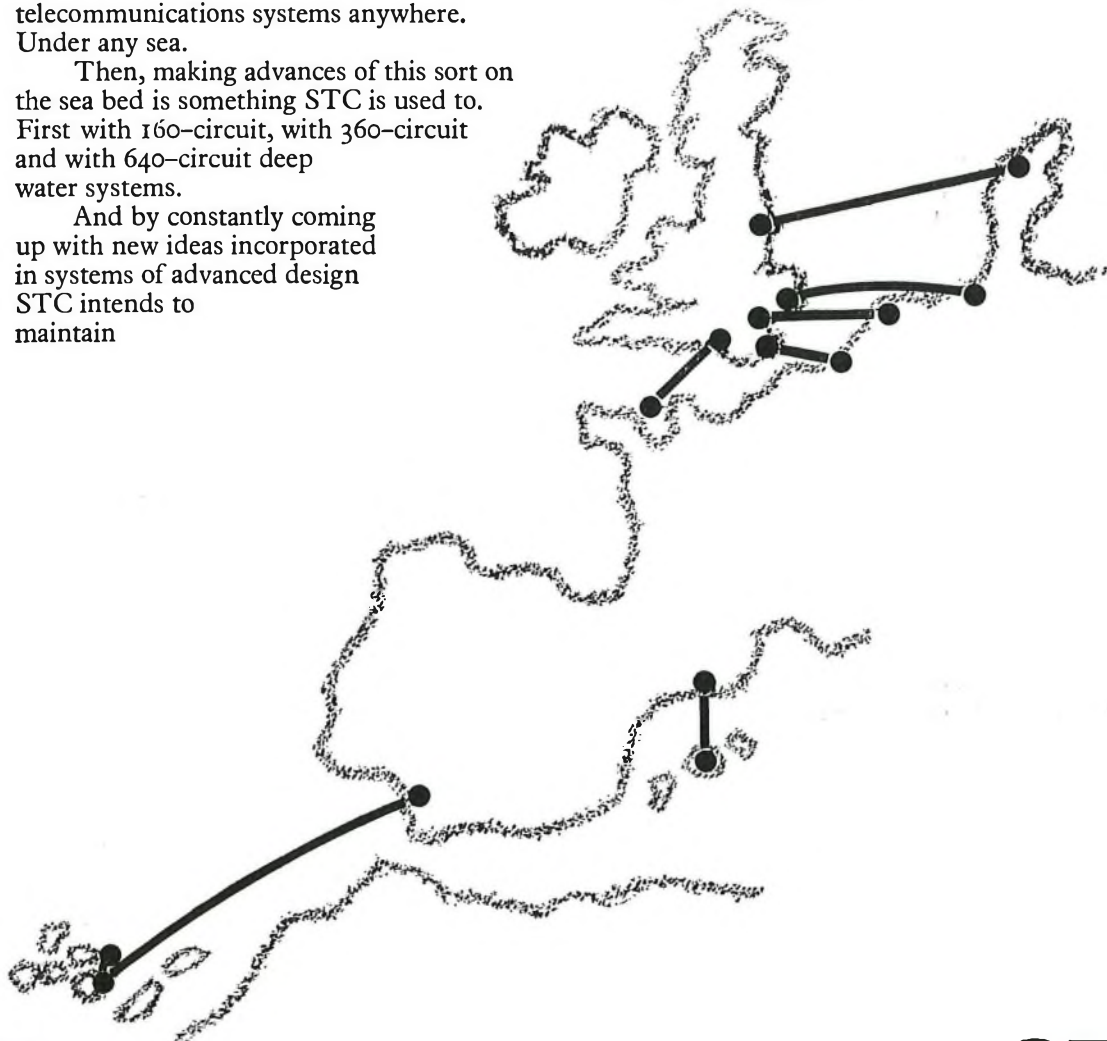 telecommunications systems anywhere.
Under any sea.
Then, making advances of this sort on
the sea bed is something STC is used to.
First with 160–circuit, with 360–circuit
and with 640–circuit deep
water systems.
And by constantly coming
up with new ideas incorporated
in systems of advanced design
STC intends to
maintain